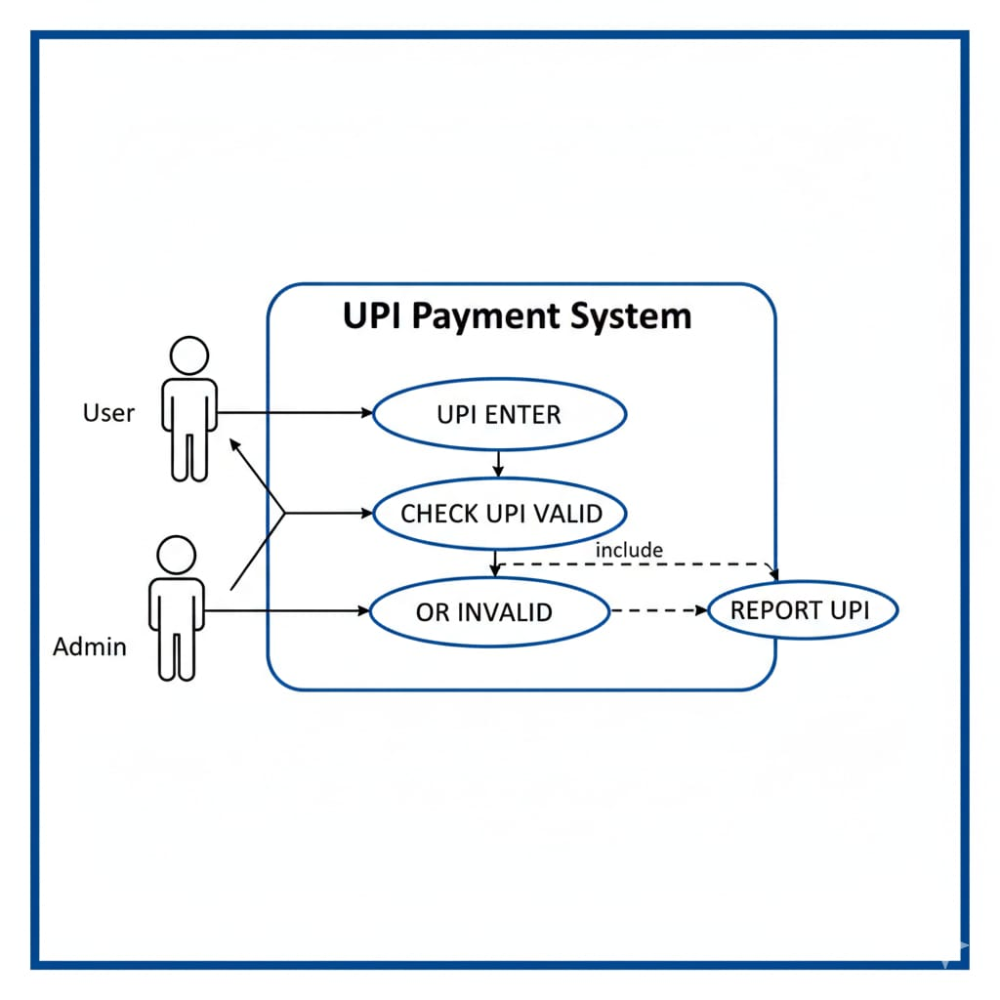 UPI Payment System
User
UPI ENTER
CHECK UPI VALID
include
OR INVALID
REPORT UPI
Admin